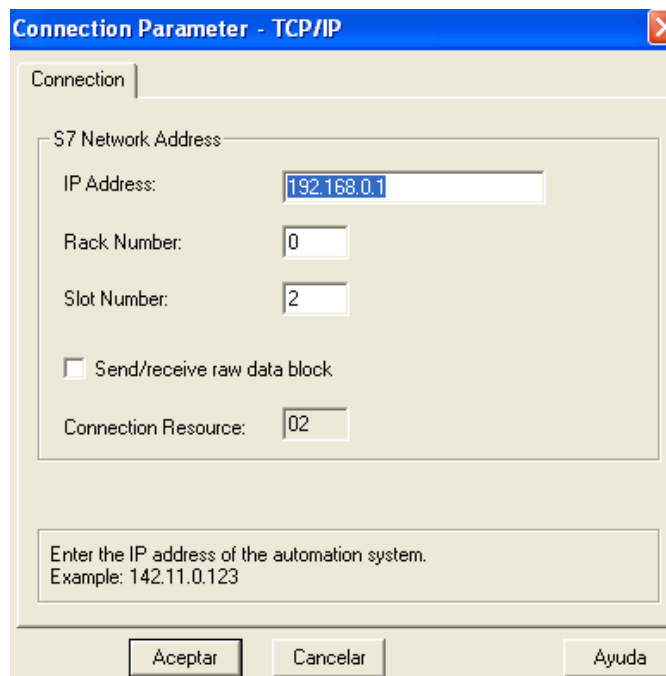 Connection Parameter - TCP/IP
Connection
S7 Network Address
IP Address: 192.168.0.1
Rack Number: 0
Slot Number: 2
Send/receive raw data block
Connection Resource: 02
Enter the IP address of the automation system.
Example: 142.11.0.123
Aceptar Cancelar Ayuda